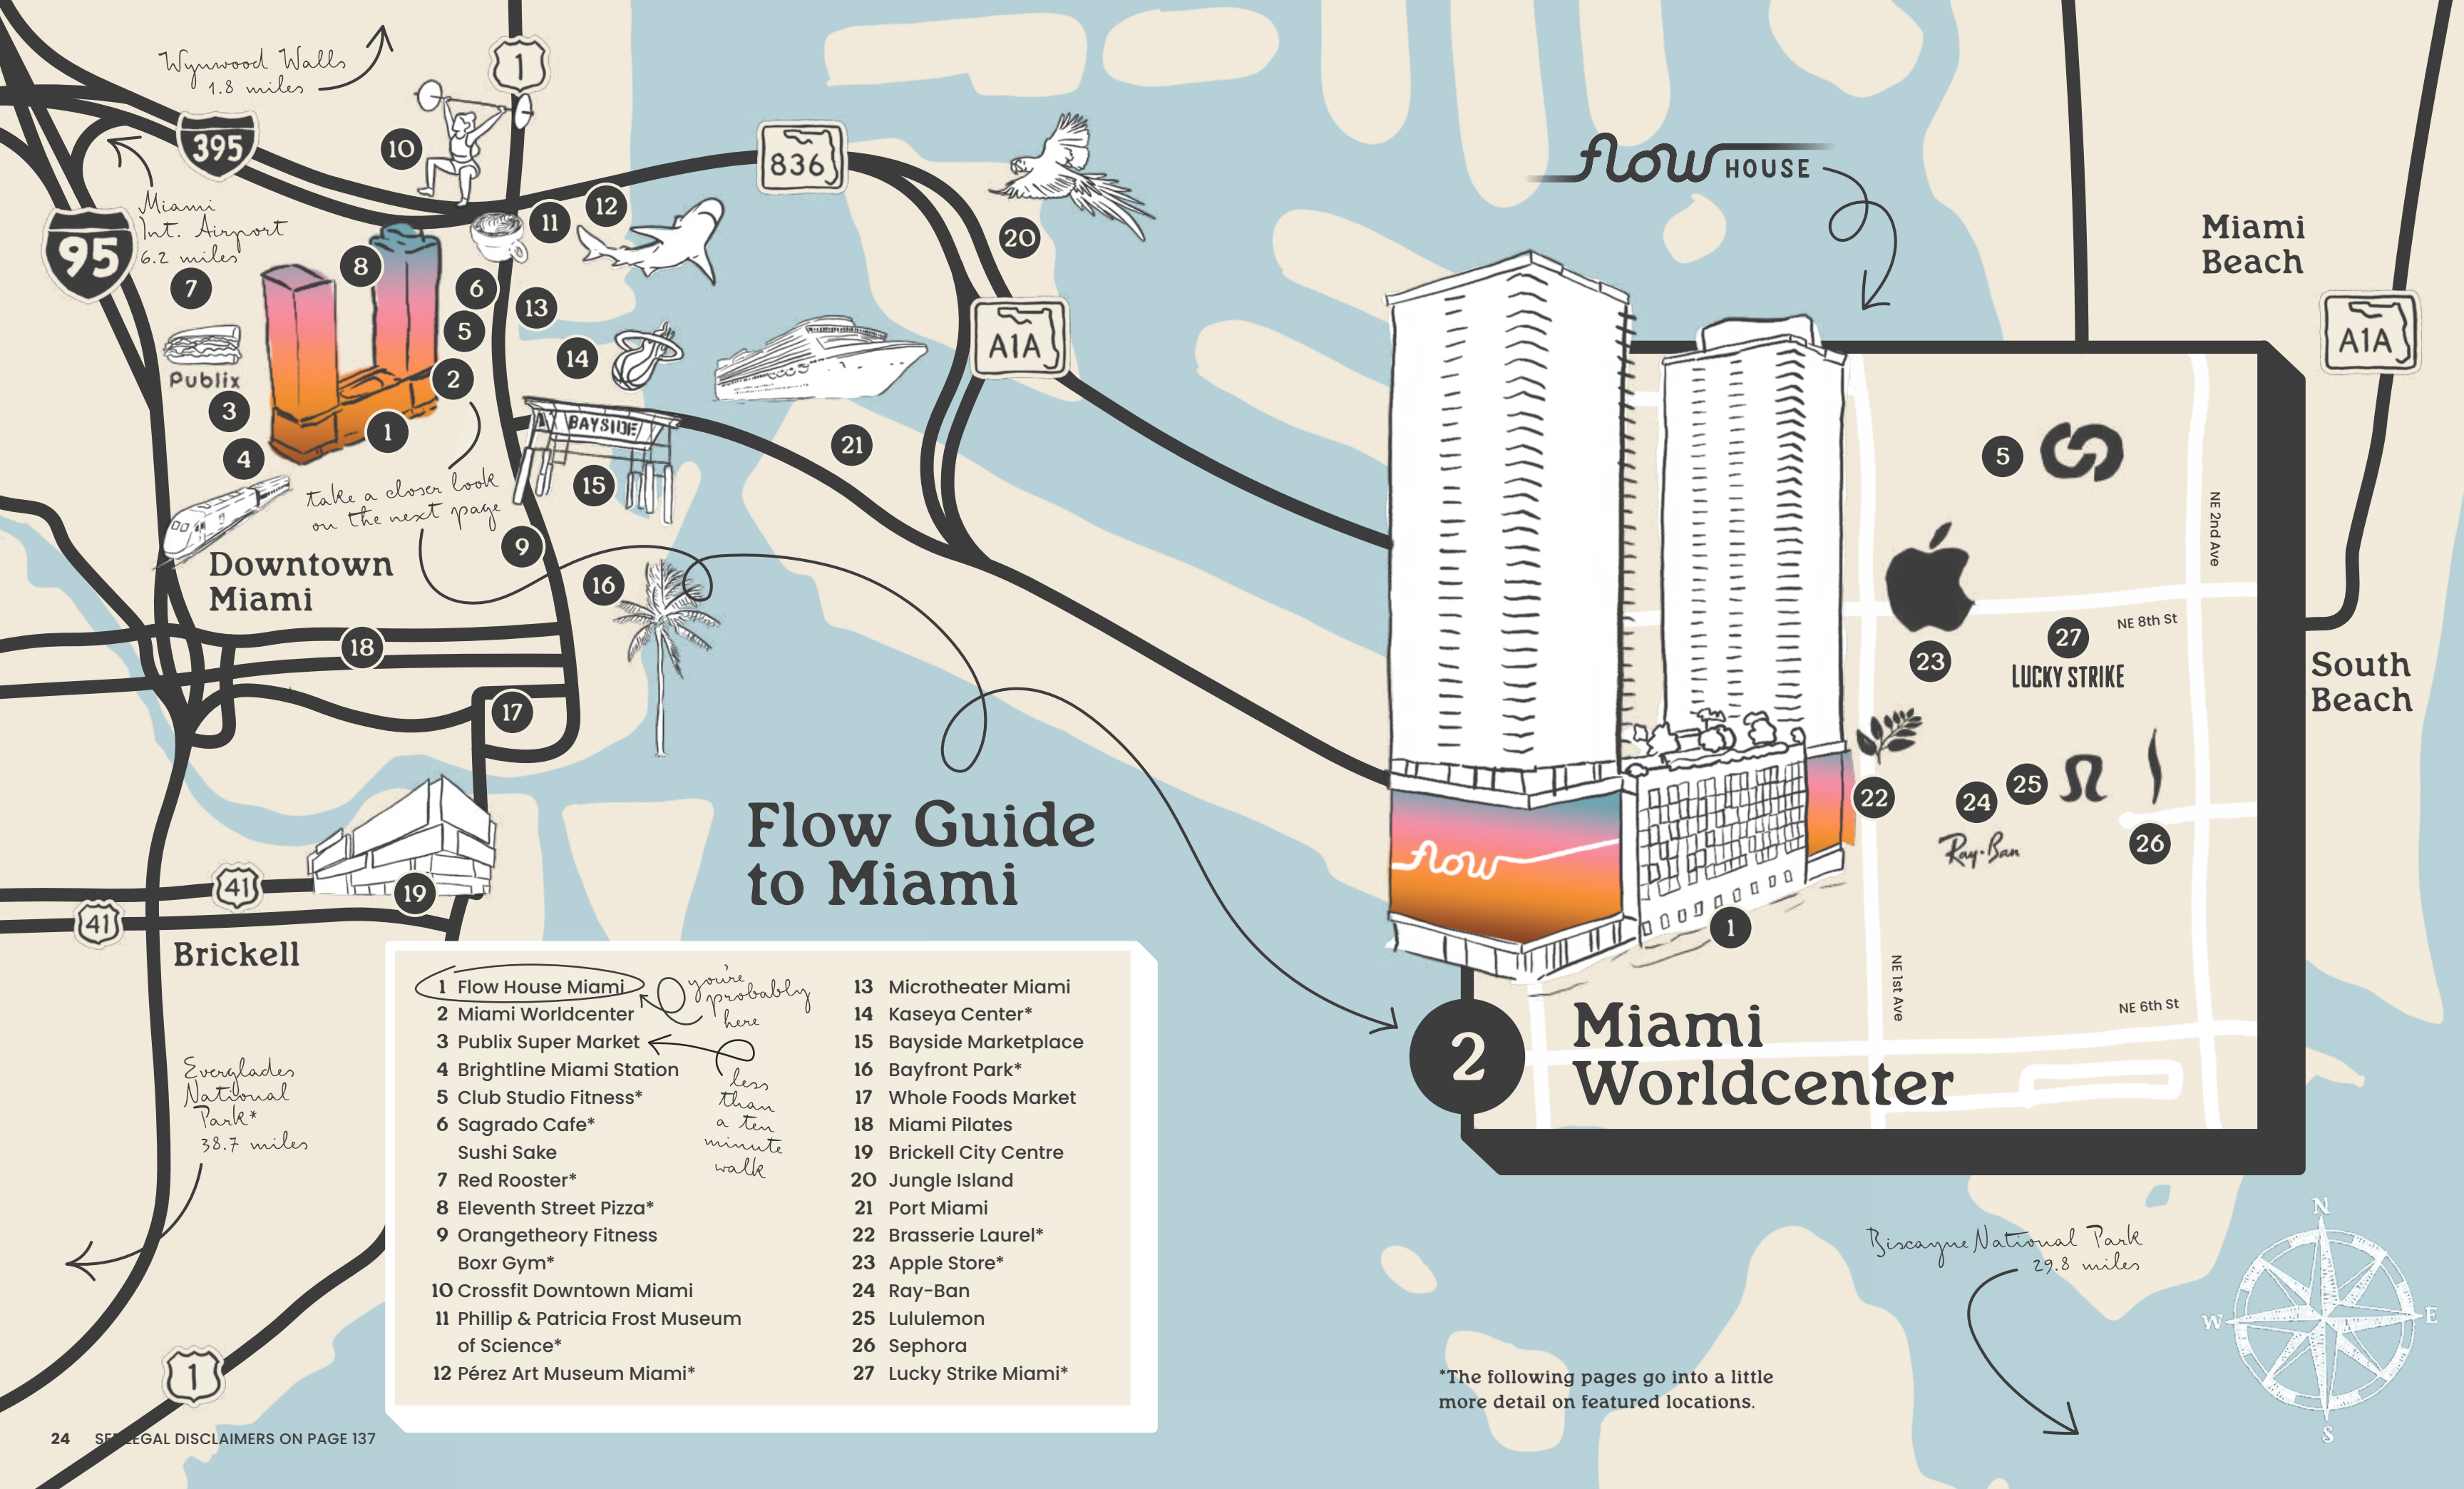 Wynwood Walls
1.8 miles
1
395
10
836
20
flow HOUSE
Miami
Beach
A1A
95
Miami
Int. Airport
6.2 miles
7
8
11
12
6
13
5
14
2
A1A
Publix
3
1
4
BAYSIDE
15
21
take a closer look
on the next page
9
16
Downtown
Miami
18
17
19
41
41
Brickell
Flow Guide
to Miami
flow
1
5
NE 2nd Ave
23
27
LUCKY STRIKE
NE 8th St
22
24
25
26
Ray-Ban
NE 1st Ave
NE 6th St
2
Miami
Worldcenter
South
Beach
Everglades
National
Park*
38.7 miles
1
1 Flow House Miami
you're
probably
here
2 Miami Worldcenter
3 Publix Super Market
less
than
a ten
minute
walk
4 Brightline Miami Station
5 Club Studio Fitness*
6 Sagrado Cafe*
Sushi Sake
7 Red Rooster*
8 Eleventh Street Pizza*
9 Orangetheory Fitness
Boxr Gym*
10 Crossfit Downtown Miami
11 Phillip & Patricia Frost Museum
of Science*
12 Pérez Art Museum Miami*
13 Microtheater Miami
14 Kaseya Center*
15 Bayside Marketplace
16 Bayfront Park*
17 Whole Foods Market
18 Miami Pilates
19 Brickell City Centre
20 Jungle Island
21 Port Miami
22 Brasserie Laurel*
23 Apple Store*
24 Ray-Ban
25 Lululemon
26 Sephora
27 Lucky Strike Miami*
Biscayne National Park
29.8 miles
N
W
E
S
*The following pages go into a little
more detail on featured locations.
24 SEE LEGAL DISCLAIMERS ON PAGE 137